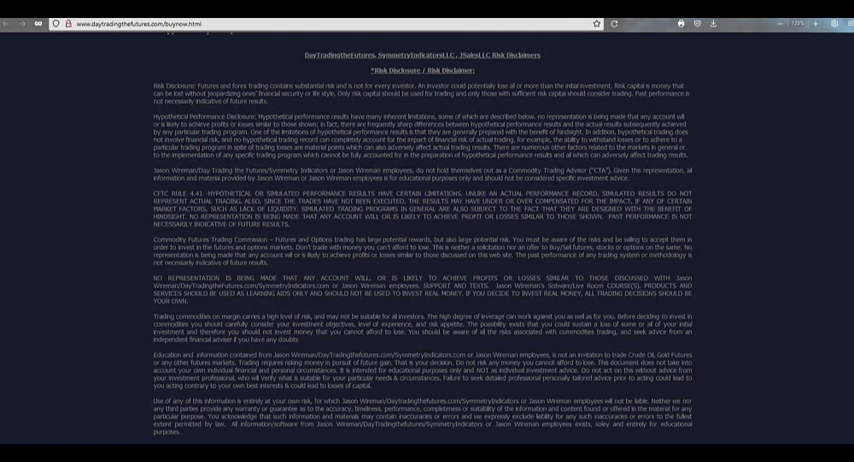 www.daytradingthefutures.com/buynow.html
120%
DayTradingtheFutures, SymmetryIndicatorsLLC , JSalesLLC Risk Disclaimers
*Risk Disclosure / Risk Disclaimer:
Risk Disclosure: Futures and forex trading contains substantial risk and is not for every investor. An investor could potentially lose all or more than the initial investment. Risk capital is money that
can be lost without jeopardizing ones' financial security or life style. Only risk capital should be used for trading and only those with sufficient risk capital should consider trading. Past performance is
not necessarily indicative of future results.
Hypothetical Performance Disclosure: Hypothetical performance results have many inherent limitations, some of which are described below. no representation is being made that any account will
or is likely to achieve profits or losses similar to those shown; in fact, there are frequently sharp differences between hypothetical performance results and the actual results subsequently achieved
by any particular trading program. One of the limitations of hypothetical performance results is that they are generally prepared with the benefit of hindsight. In addition, hypothetical trading does
not involve financial risk, and no hypothetical trading record can completely account for the impact of financial risk of actual trading. for example, the ability to withstand losses or to adhere to a
particular trading program in spite of trading losses are material points which can also adversely affect actual trading results. There are numerous other factors related to the markets in general or
to the implementation of any specific trading program which cannot be fully accounted for in the preparation of hypothetical performance results and all which can adversely affect trading results.
Jason Wireman/Day Trading the Futures/Symmetry Indicators or Jason Wireman employees, do not hold themselves out as a Commodity Trading Advisor ("CTA"). Given this representation, all
information and material provided by Jason Wireman or Jason Wireman employees is for educational purposes only and should not be considered specific investment advice.
CFTC RULE 4.41 -HYPOTHETICAL OR SIMULATED PERFORMANCE RESULTS HAVE CERTAIN LIMITATIONS. UNLIKE AN ACTUAL PERFORMANCE RECORD, SIMULATED RESULTS DO NOT
REPRESENT ACTUAL TRADING. ALSO, SINCE THE TRADES HAVE NOT BEEN EXECUTED, THE RESULTS MAY HAVE UNDER OR OVER COMPENSATED FOR THE IMPACT, IF ANY, OF CERTAIN
MARKET FACTORS, SUCH AS LACK OF LIQUIDITY. SIMULATED TRADING PROGRAMS IN GENERAL ARE ALSO SUBJECT TO THE FACT THAT THEY ARE DESIGNED WITH THE BENEFIT OF
HINDSIGHT. NO REPRESENTATION IS BEING MADE THAT ANY ACCOUNT WILL OR IS LIKELY TO ACHIEVE PROFIT OR LOSSES SIMILAR TO THOSE SHOWN. PAST PERFORMANCE IS NOT
NECESSARILY INDICATIVE OF FUTURE RESULTS.
Commodity Futures Trading Commission – Futures and Options trading has large potential rewards, but also large potential risk. You must be aware of the risks and be willing to accept them in
order to invest in the futures and options markets. Don't trade with money you can't afford to lose. This is neither a solicitation nor an offer to Buy/Sell futures, stocks or options on the same. No
representation is being made that any account will or is likely to achieve profits or losses similar to those discussed on this web site. The past performance of any trading system or methodology is
not necessarily indicative of future results.
NO REPRESENTATION IS BEING MADE THAT ANY ACCOUNT WILL, OR IS LIKELY TO ACHIEVE PROFITS OR LOSSES SIMILAR TO THOSE DISCUSSED WITH Jason
Wireman/DayTradingtheFutures.com/SymmetryIndicators.com or Jason Wireman employees, SUPPORT AND TEXTS. Jason Wireman's Sotware/Live Room COURSE(S), PRODUCTS AND
SERVICES SHOULD BE USED AS LEARNING AIDS ONLY AND SHOULD NOT BE USED TO INVEST REAL MONEY. IF YOU DECIDE TO INVEST REAL MONEY, ALL TRADING DECISIONS SHOULD BE
YOUR OWN.
Trading commodities on margin carries a high level of risk, and may not be suitable for all investors. The high degree of leverage can work against you as well as for you. Before deciding to invest in
commodities you should carefully consider your investment objectives, level of experience, and risk appetite. The possibility exists that you could sustain a loss of some or all of your initial
investment and therefore you should not invest money that you cannot afford to lose. You should be aware of all the risks associated with commodities trading, and seek advice from an
independent financial adviser if you have any doubts
Education and information contained from Jason Wireman/DayTradingthefutures.com/SymmetryIndicators.com or Jason Wireman employees, is not an invitation to trade Crude Oil, Gold Futures
or any other futures markets. Trading requires risking money in pursuit of future gain. That is your decision. Do not risk any money you cannot afford to lose. This document does not take into
account your own individual financial and personal circumstances. It is intended for educational purposes only and NOT as individual investment advice. Do not act on this without advice from
your investment professional, who will verify what is suitable for your particular needs & circumstances. Failure to seek detailed professional personally tailored advice prior to acting could lead to
you acting contrary to your own best interests & could lead to losses of capital.
Use of any of this information is entirely at your own risk, for which Jason Wireman/Daytradingthefutures.com/SymmetryIndicators or Jason Wireman employees will not be liable. Neither we nor
any third parties provide any warranty or guarantee as to the accuracy, timeliness, performance, completeness or suitability of the information and content found or offered in the material for any
particular purpose. You acknowledge that such information and materials may contain inaccuracies or errors and we expressly exclude liability for any such inaccuracies or errors to the fullest
extent permitted by law. All information/software from Jason Wireman/DayTradingthefutures.com or Jason Wireman employees exists, soley and entirely for educational
purposes.